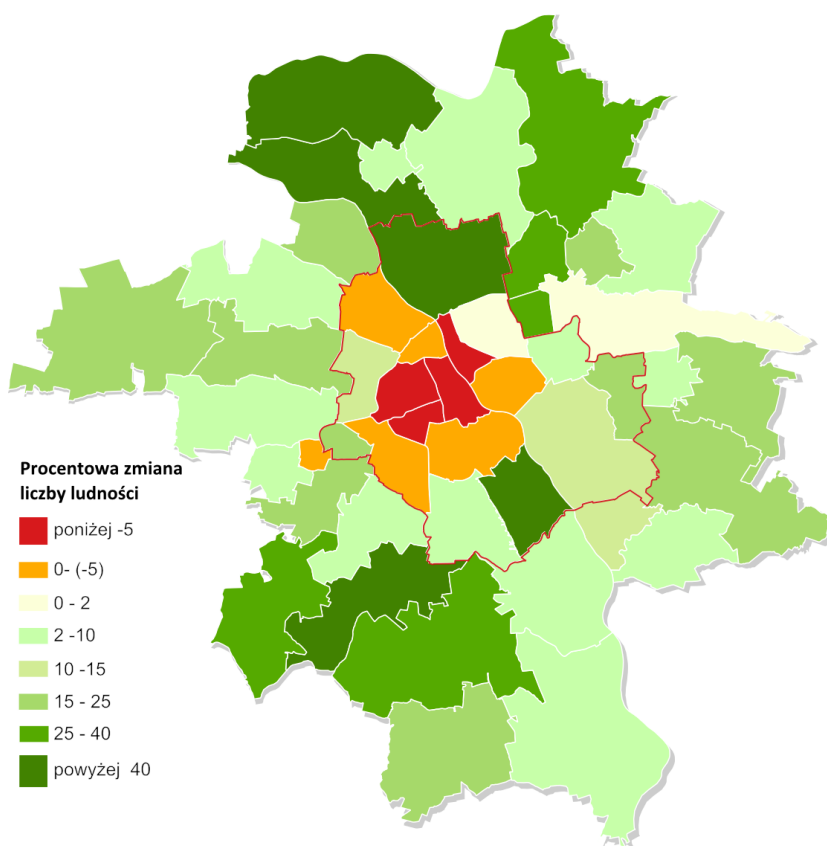 Procentowa zmiana
liczby ludności
poniżej -5
0- (-5)
0 - 2
2 -10
10 -15
15 - 25
25 - 40
powyżej 40